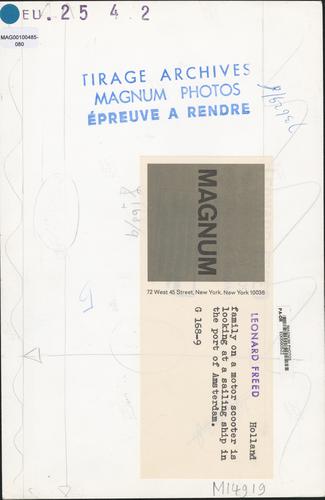 EU. 25 4 2
MAG00100485-
080
TIRAGE ARCHIVES
MAGNUM PHOTOS
ÉPREUVE A RENDRE
MAGNUM
72 West 45 Street, New York, New York 10036
LEONARD FREED
Holland
family on a motor scooter is
looking at a sailing ship in
the port of Amsterdam.
G 168-9
M14919